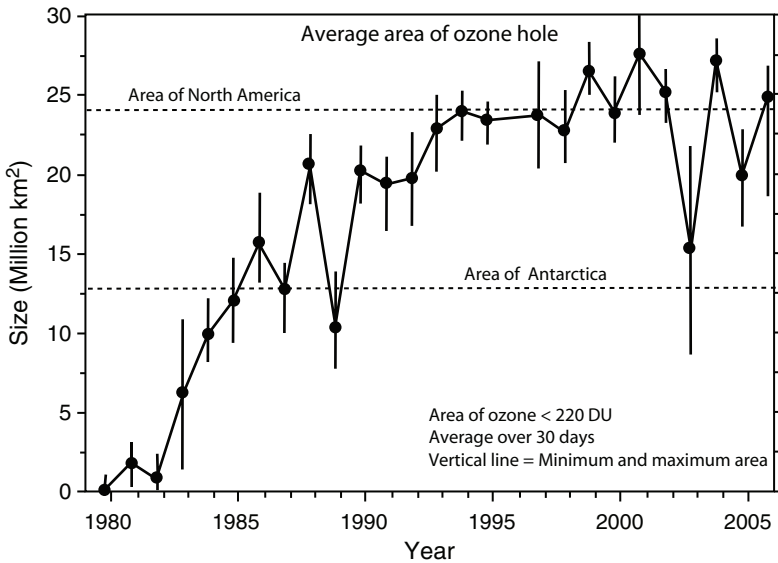 Average area of ozone hole
30
25
20
15
10
5
0
Size (Million km²)
Area of North America
Area of Antarctica
Area of ozone < 220 DU
Average over 30 days
Vertical line = Minimum and maximum area
1980 1985 1990 1995 2000 2005
Year